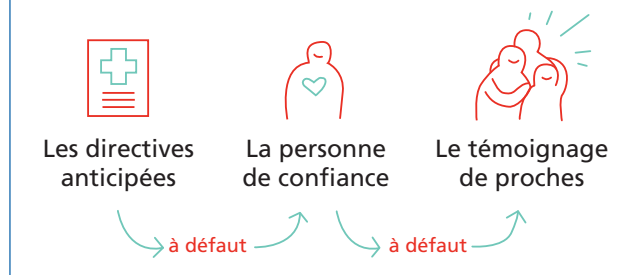 Les directives
anticipées
La personne
de confiance
Le témoignage
de proches
à défaut
à défaut